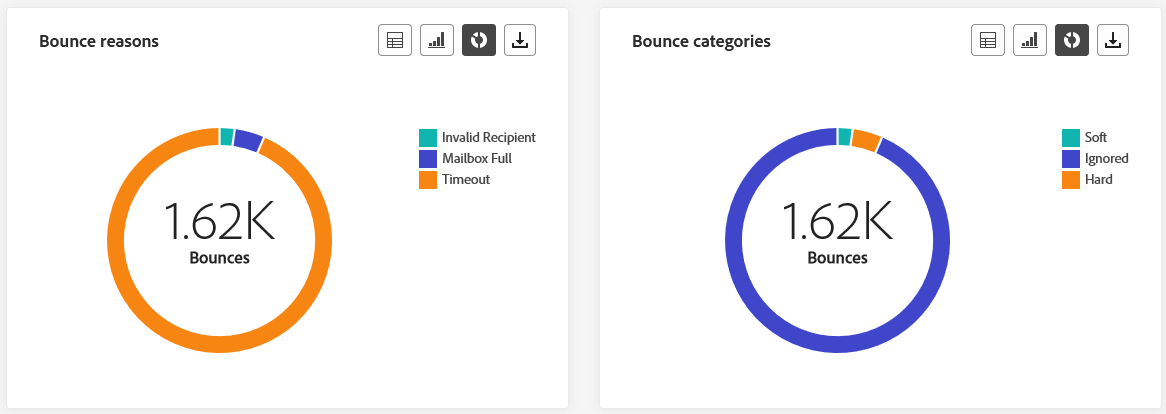 Bounce reasons
Invalid Recipient
Mailbox Full
Timeout
1.62K
Bounces
Bounce categories
Soft
Ignored
Hard
1.62K
Bounces